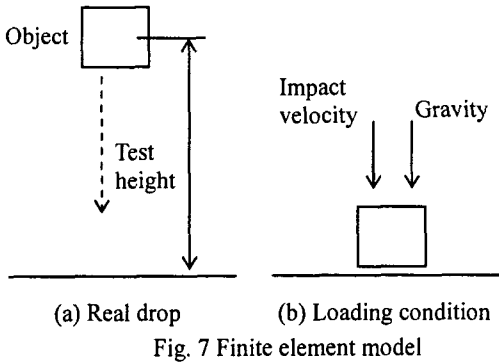 Object
Test
height
Impact
velocity
Gravity
(a) Real drop
(b) Loading condition
Fig. 7 Finite element model